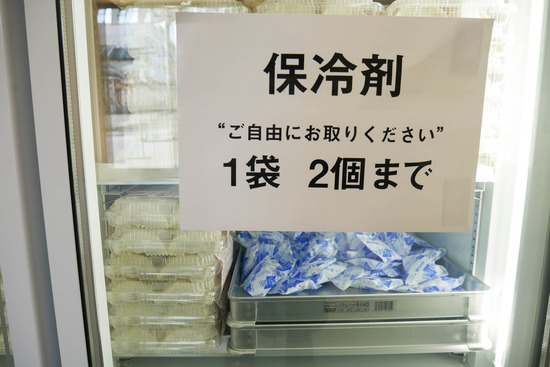 保冷剤
“ご自由にお取りください”
1袋 2個まで